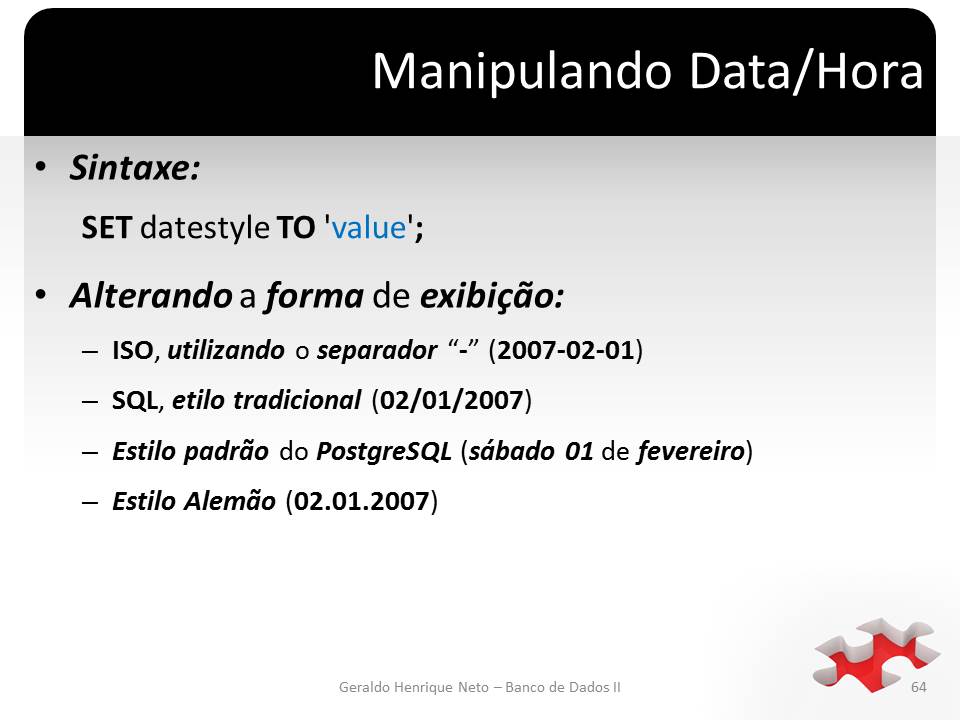 Manipulando Data/Hora
• Sintaxe:
SET datestyle TO 'value';
• Alterando a forma de exibição:
– ISO, utilizando o separador “-” (2007-02-01)
– SQL, etilo tradicional (02/01/2007)
– Estilo padrão do PostgreSQL (sábado 01 de fevereiro)
– Estilo Alemão (02.01.2007)
Geraldo Henrique Neto – Banco de Dados II
64